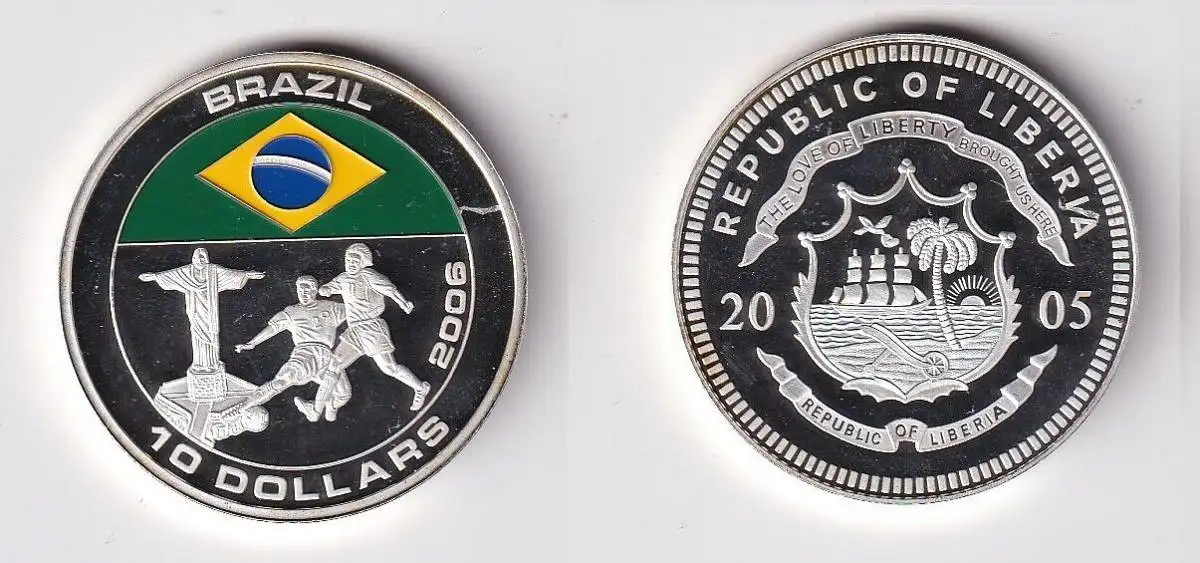 BRAZIL
2006
10 DOLLARS
REPUBLIC OF LIBERIA
THE LOVE OF LIBERTY BROUGHT US HERE
20 05
REPUBLIC OF LIBERIA